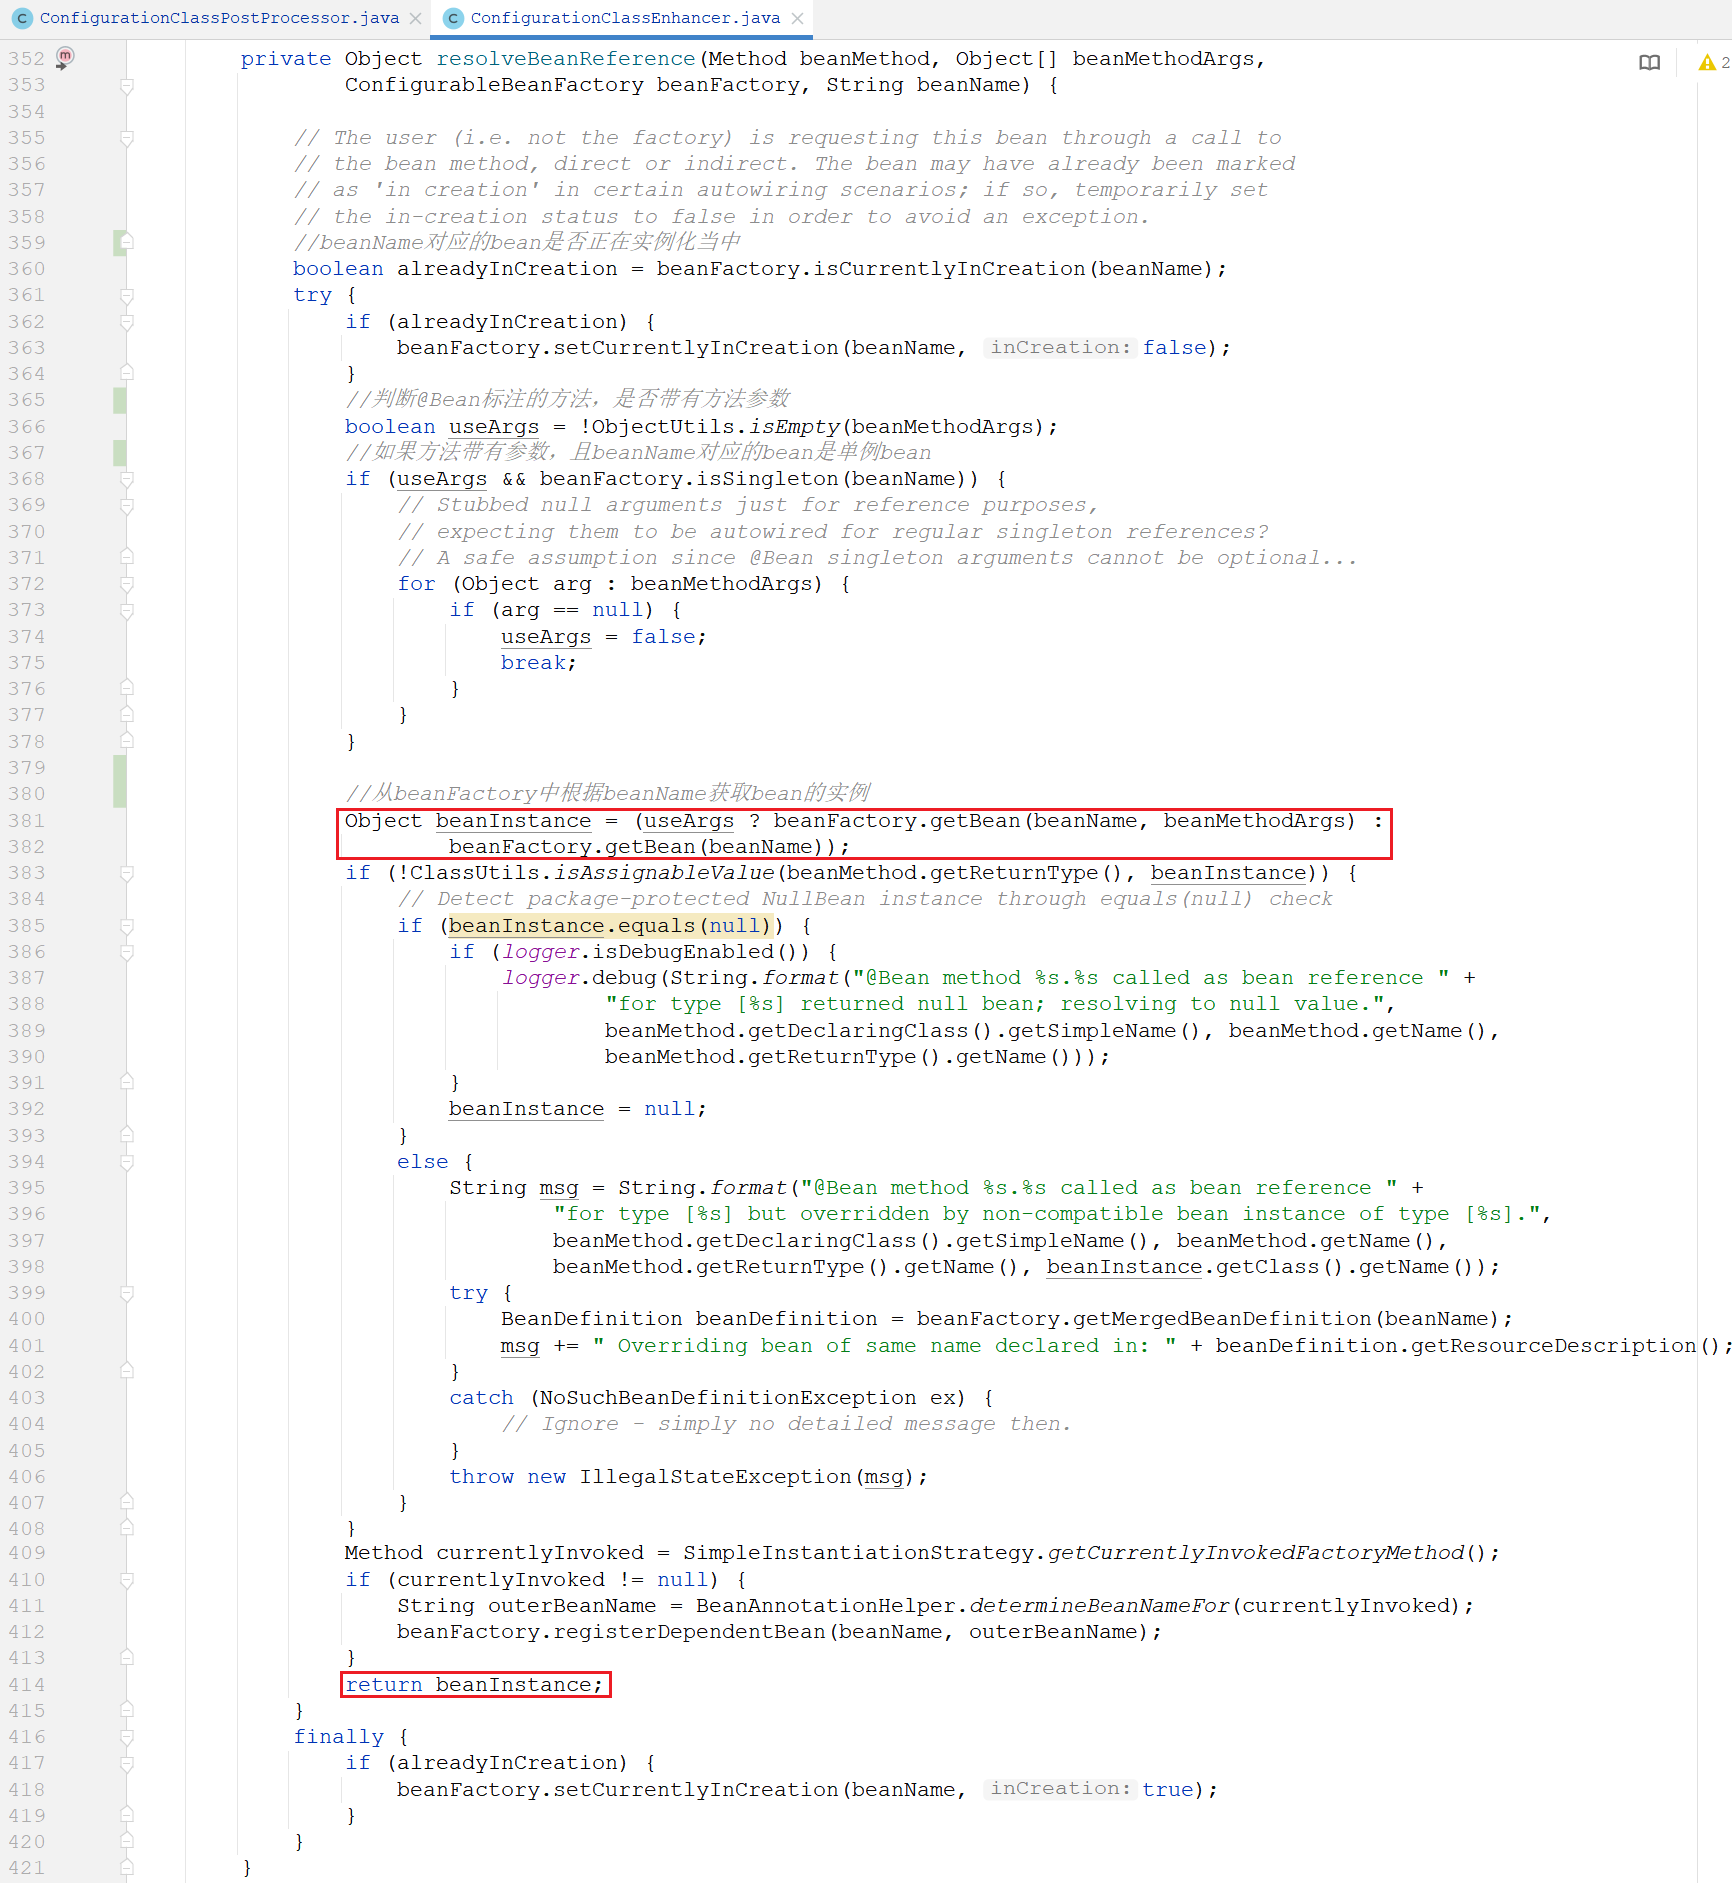 ConfigurationClassPostProcessor.java ConfigurationClassEnhancer.java
352 private Object resolveBeanReference(Method beanMethod, Object[] beanMethodArgs, 2
353 ConfigurableBeanFactory beanFactory, String beanName) {
354
355 // The user (i.e. not the factory) is requesting this bean through a call to
356 // the bean method, direct or indirect. The bean may have already been marked
357 // as 'in creation' in certain autowiring scenarios; if so, temporarily set
358 // the in-creation status to false in order to avoid an exception.
359 //beanName对应的bean是否正在实例化当中
360 boolean alreadyInCreation = beanFactory.isCurrentlyInCreation(beanName);
361 try {
362 if (alreadyInCreation) {
363 beanFactory.setCurrentlyInCreation(beanName, inCreation: false);
364 }
365 //判断@Bean标注的方法，是否带有方法参数
366 boolean useArgs = !ObjectUtils.isEmpty(beanMethodArgs);
367 //如果方法带有参数，且beanName对应的bean是单例bean
368 if (useArgs && beanFactory.isSingleton(beanName)) {
369 // Stubbed null arguments just for reference purposes,
370 // expecting them to be autowired for regular singleton references?
371 // A safe assumption since @Bean singleton arguments cannot be optional...
372 for (Object arg : beanMethodArgs) {
373 if (arg == null) {
374 useArgs = false;
375 break;
376 }
377 }
378 }
379
380 //从beanFactory中根据beanName获取bean的实例
381 Object beanInstance = (useArgs ? beanFactory.getBean(beanName, beanMethodArgs) :
382 beanFactory.getBean(beanName));
383 if (!ClassUtils.isAssignableValue(beanMethod.getReturnType(), beanInstance)) {
384 // Detect package-protected NullBean instance through equals(null) check
385 if (beanInstance.equals(null)) {
386 if (logger.isDebugEnabled()) {
387 logger.debug(String.format("@Bean method %s.%s called as bean reference " +
388 "for type [%s] returned null bean; resolving to null value.",
389 beanMethod.getDeclaringClass().getSimpleName(), beanMethod.getName(),
390 beanMethod.getReturnType().getName()));
391 }
392 beanInstance = null;
393 }
394 else {
395 String msg = String.format("@Bean method %s.%s called as bean reference " +
396 "for type [%s] but overridden by non-compatible bean instance of type [%s].",
397 beanMethod.getDeclaringClass().getSimpleName(), beanMethod.getName(),
398 beanMethod.getReturnType().getName(), beanInstance.getClass().getName());
399 try {
400 BeanDefinition beanDefinition = beanFactory.getMergedBeanDefinition(beanName);
401 msg += " Overriding bean of same name declared in: " + beanDefinition.getResourceDescription();
402 }
403 catch (NoSuchBeanDefinitionException ex) {
404 // Ignore - simply no detailed message then.
405 }
406 throw new IllegalStateException(msg);
407 }
408 }
409 Method currentlyInvoked = SimpleInstantiationStrategy.getCurrentlyInvokedFactoryMethod();
410 if (currentlyInvoked != null) {
411 String outerBeanName = BeanAnnotationHelper.determineBeanNameFor(currentlyInvoked);
412 beanFactory.registerDependentBean(beanName, outerBeanName);
413 }
414 return beanInstance;
415 }
416 finally {
417 if (alreadyInCreation) {
418 beanFactory.setCurrentlyInCreation(beanName, inCreation: true);
419 }
420 }
421 }